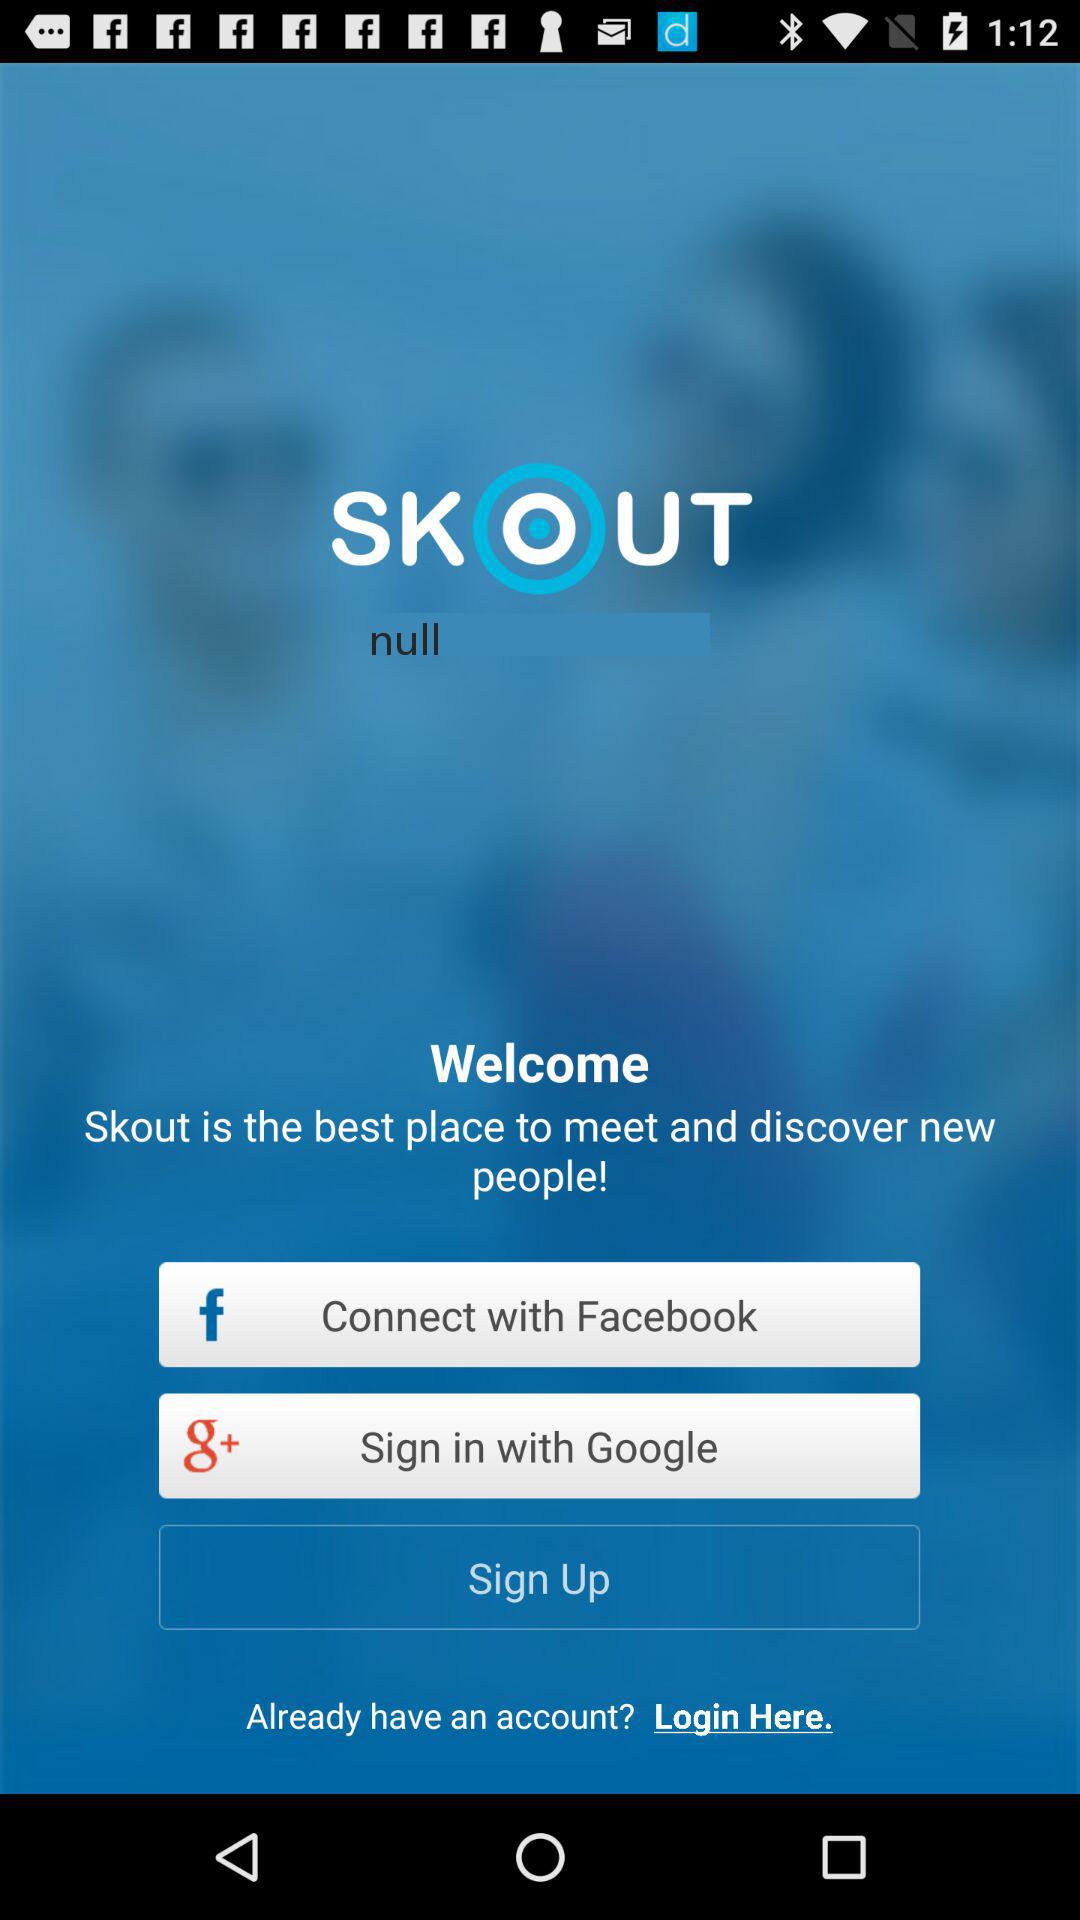 1:12
SKOUT
null
Welcome
Skout is the best place to meet and discover new
people!
f Connect with Facebook
g+ Sign in with Google
Sign Up
Already have an account? Login Here.